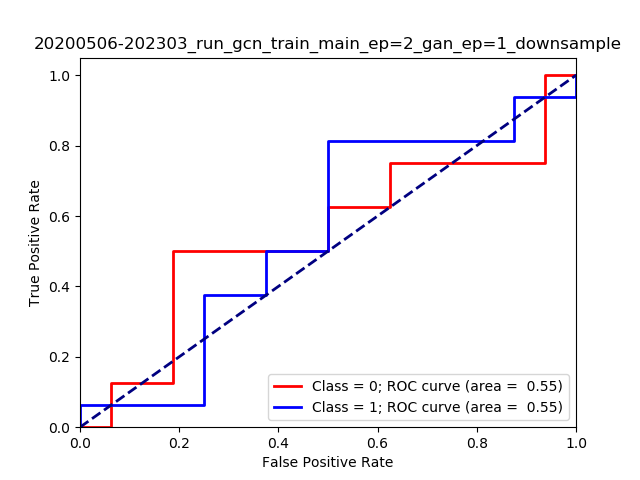 20200506-202303_run_gcn_train_main_ep=2_gan_ep=1_downsample
1.0
0.8
0.6
0.4
0.2
0.0
True Positive Rate
Class = 0; ROC curve (area =  0.55)
Class = 1; ROC curve (area =  0.55)
0.0 0.2 0.4 0.6 0.8 1.0
False Positive Rate